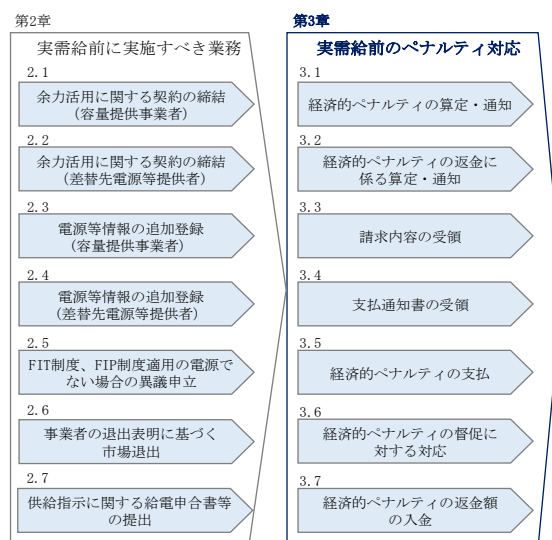 第2章
実需給前に実施すべき業務
2.1
余力活用に関する契約の締結
(容量提供事業者)
2.2
余力活用に関する契約の締結
(差替先電源等提供者)
2.3
電源等情報の追加登録
(容量提供事業者)
2.4
電源等情報の追加登録
(差替先電源等提供者)
2.5
FIT制度、FIP制度適用の電源で
ない場合の異議申立
2.6
事業者の退出表明に基づく
市場退出
2.7
供給指示に関する給電申合書等
の提出
第3章
実需給前のペナルティ対応
3.1
経済的ペナルティの算定・通知
3.2
経済的ペナルティの返金に
係る算定・通知
3.3
請求内容の受領
3.4
支払通知書の受領
3.5
経済的ペナルティの支払
3.6
経済的ペナルティの督促に
対する対応
3.7
経済的ペナルティの返金額
の入金